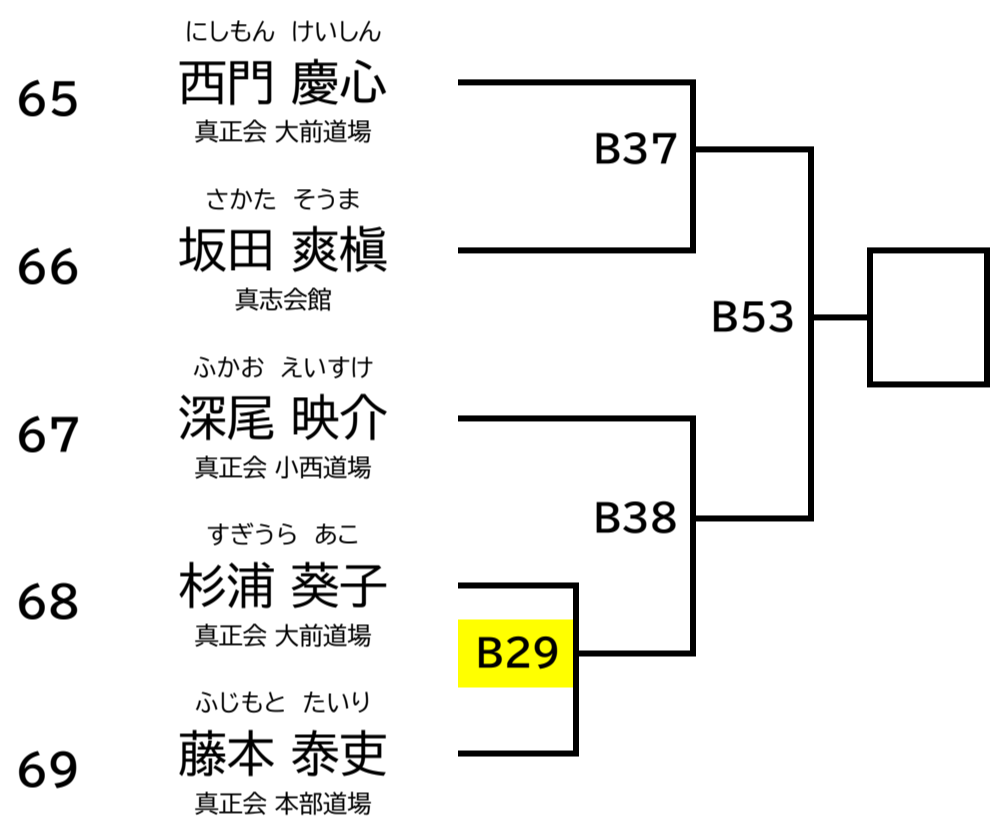 にしもん けいしん
65 西門 慶心
真正会 大前道場
B37
さかた そうま
66 坂田 爽槇
真志会館
B53
ふかお えいすけ
67 深尾 映介
真正会 小西道場
B38
すぎうら あこ
68 杉浦 葵子
真正会 大前道場
B29
ふじもと たいり
69 藤本 泰吏
真正会 本部道場